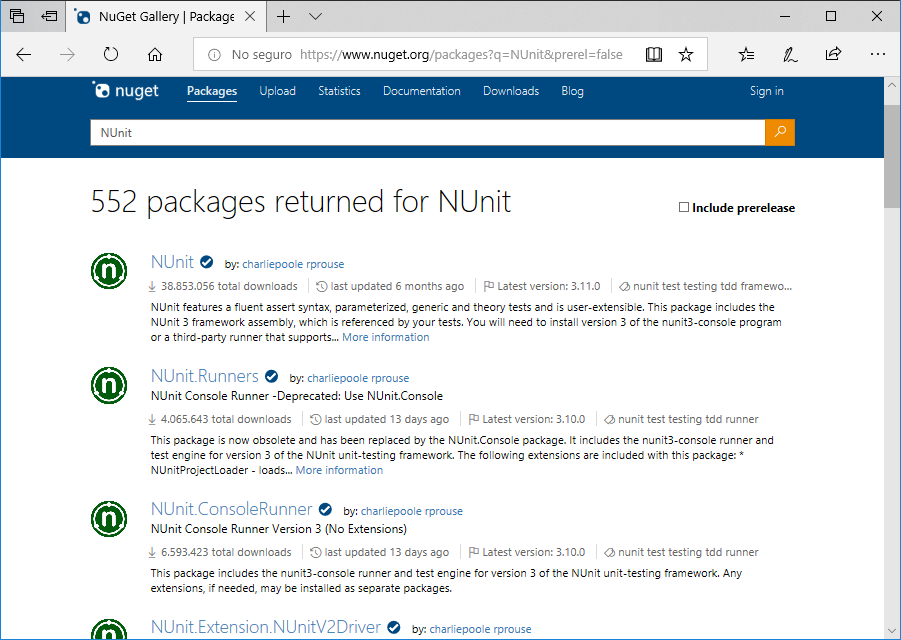 NuGet Gallery | Package
No seguro https://www.nuget.org/packages?q=NUnit&prerel=false
nuget Packages Upload Statistics Documentation Downloads Blog Sign in
NUnit
552 packages returned for NUnit
Include prerelease
NUnit by: charliepoole rprouse
38.853.056 total downloads last updated 6 months ago Latest version: 3.11.0 nunit test testing tdd framewo...
NUnit features a fluent assert syntax, parameterized, generic and theory tests and is user-extensible. This package includes the
NUnit 3 framework assembly, which is referenced by your tests. You will need to install version 3 of the nunit3-console program
or a third-party runner that supports... More information
NUnit.Runners by: charliepoole rprouse
NUnit Console Runner -Deprecated: Use NUnit.Console
4.065.643 total downloads last updated 13 days ago Latest version: 3.10.0 nunit test testing tdd runner
This package is now obsolete and has been replaced by the NUnit.Console package. It includes the nunit3-console runner and
test engine for version 3 of the NUnit unit-testing framework. The following extensions are included with this package: *
NUnitProjectLoader - loads... More information
NUnit.ConsoleRunner by: charliepoole rprouse
NUnit Console Runner Version 3 (No Extensions)
6.593.423 total downloads last updated 13 days ago Latest version: 3.10.0 nunit test testing tdd runner
This package includes the nunit3-console runner and test engine for version 3 of the NUnit unit-testing framework. Any
extensions, if needed, may be installed as separate packages.
NUnit.Extension.NUnitV2Driver by: charliepoole rprouse